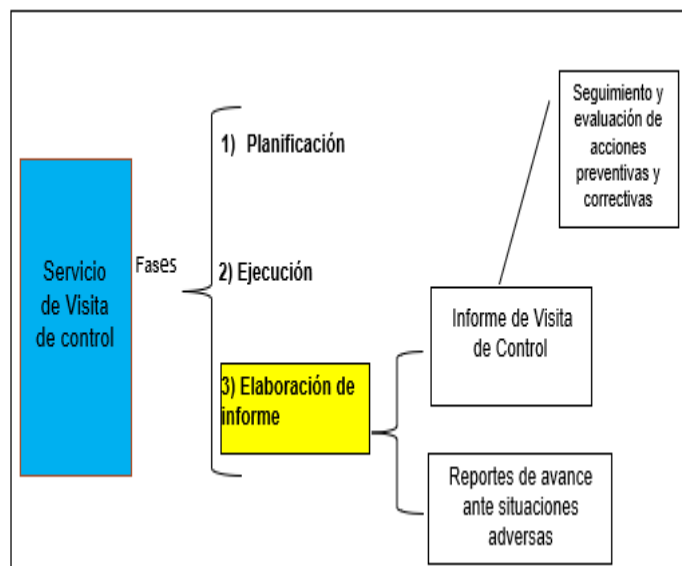 Servicio
de Visita
de control
Fases
1) Planificación
2) Ejecución
3) Elaboración de
informe
Informe de Visita
de Control
Seguimiento y
evaluación de
acciones
preventivas y
correctivas
Reportes de avance
ante situaciones
adversas